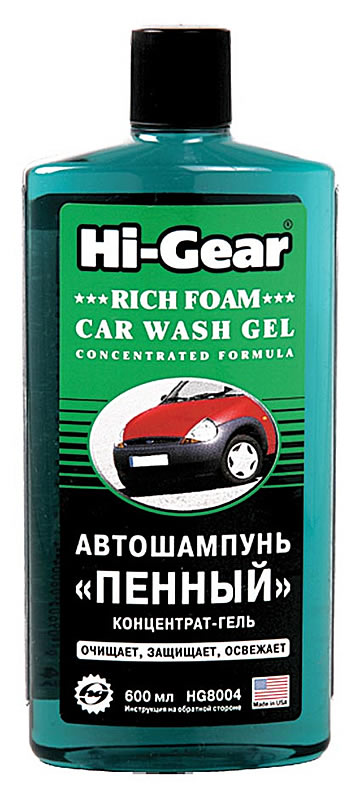 Hi-Gear®
***RICH FOAM***
CAR WASH GEL
CONCENTRATED FORMULA
АВТОШАМПУНЬ
«ПЕННЫЙ»
КОНЦЕНТРАТ-ГЕЛЬ
ОЧИЩАЕТ, ЗАЩИЩАЕТ, ОСВЕЖАЕТ
600 мл HG8004
Инструкция на обратной стороне
Made in USA